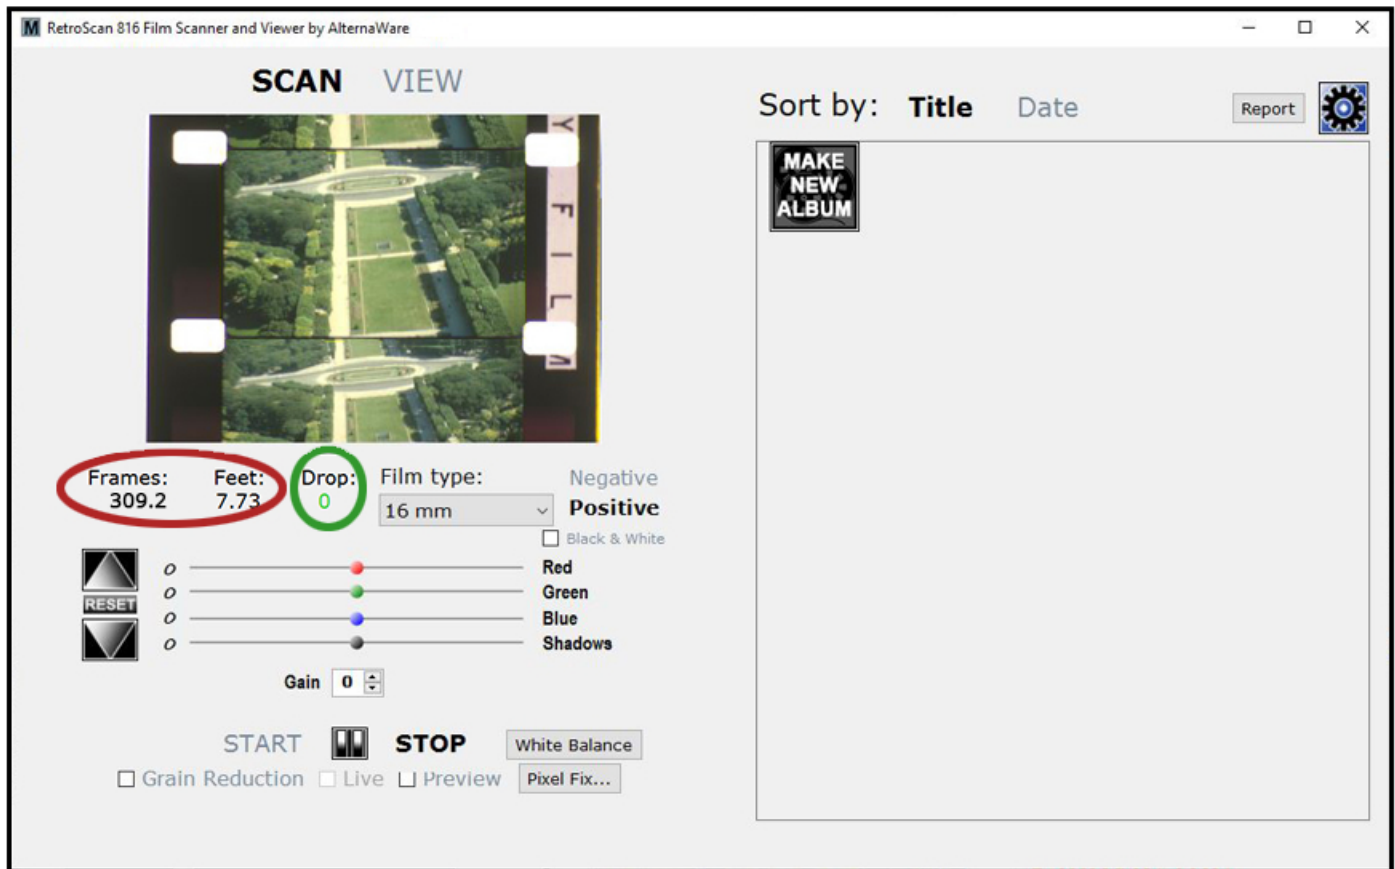 M RetroScan 816 Film Scanner and Viewer by AlternaWare
SCAN VIEW
Y FILM
Frames: Feet: Drop: Film type: Negative
309.2 7.73 0 16 mm Positive
Black & White
0 Red
RESET
0 Green
0 Blue
0 Shadows
Gain 0
START STOP White Balance
Grain Reduction Live Preview Pixel Fix...
Sort by: Title Date Report
MAKE
NEW
ALBUM